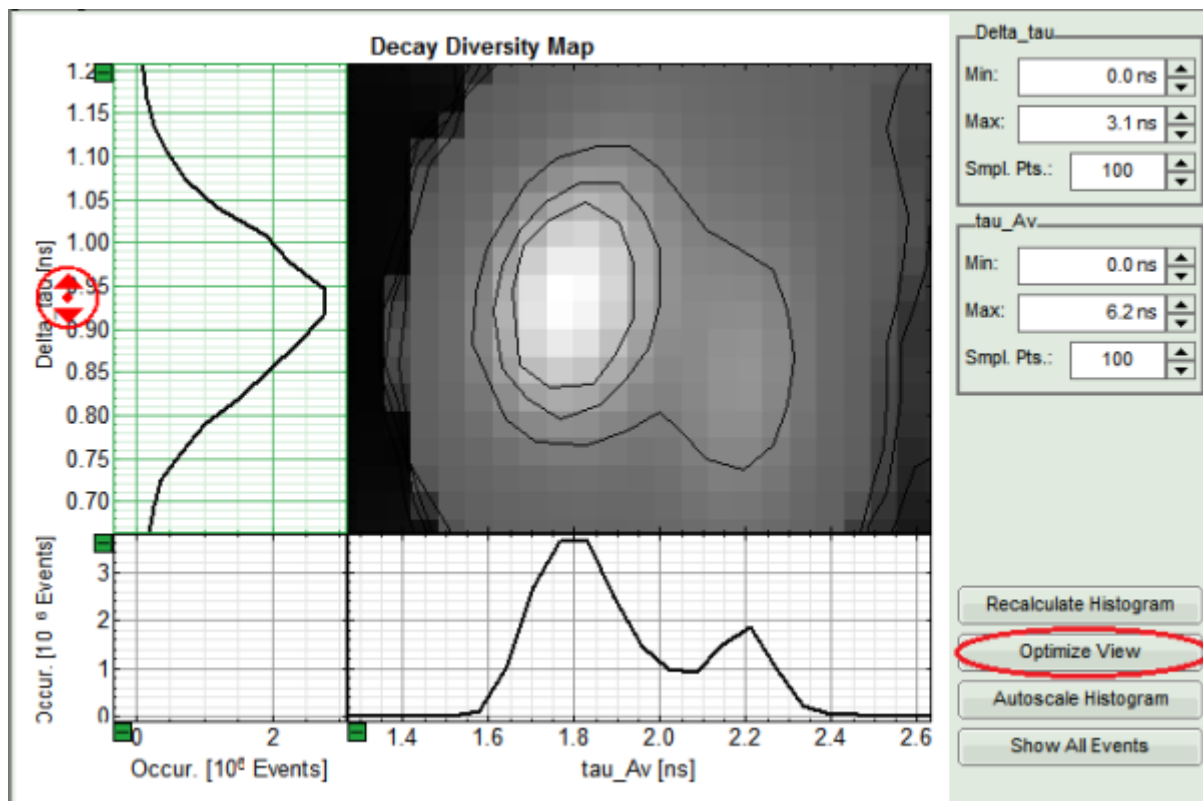 Decay Diversity Map
1.2
1.15
1.10
1.05
1.00
0.95
0.90
0.85
0.80
0.75
0.70
Delta_tau [ns]
Occur. [10⁶ Events]
3
2
1
0
0
2
Occur. [10⁶ Events]
1.4
1.6
1.8
2.0
2.2
2.4
2.6
tau_Av [ns]
Delta_tau
Min:
0.0 ns
Max:
3.1 ns
Smpl. Pts.:
100
tau_Av
Min:
0.0 ns
Max:
6.2 ns
Smpl. Pts.:
100
Recalculate Histogram
Optimize View
Autoscale Histogram
Show All Events